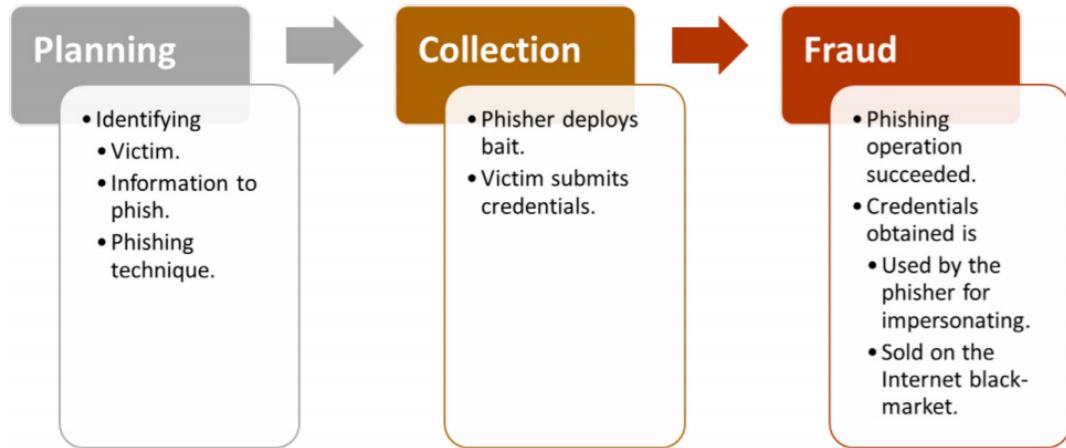 Planning
• Identifying
• Victim.
• Information to
phish.
• Phishing
technique.
Collection
• Phisher deploys
bait.
• Victim submits
credentials.
Fraud
• Phishing
operation
succeeded.
• Credentials
obtained is
• Used by the
phisher for
impersonating.
• Sold on the
Internet black-
market.